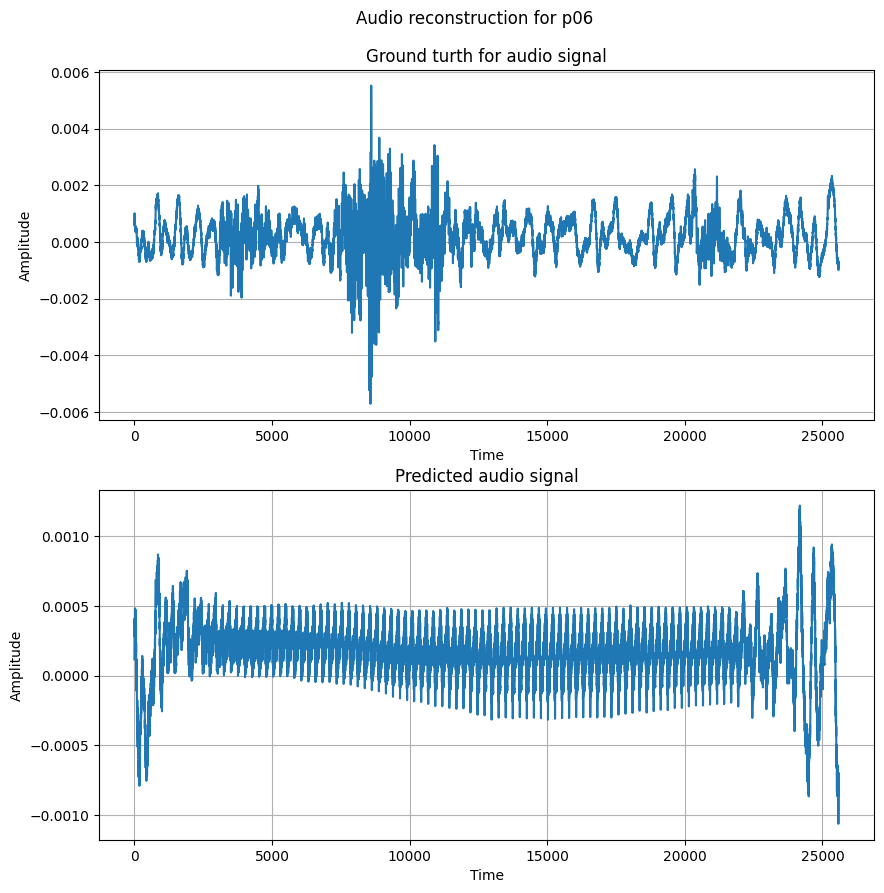 Audio reconstruction for p06
Ground turth for audio signal
0.006
0.004
0.002
0.000
−0.002
−0.004
−0.006
Amplitude
0 5000 10000 15000 20000 25000
Time
Predicted audio signal
0.0010
0.0005
0.0000
−0.0005
−0.0010
Amplitude
0 5000 10000 15000 20000 25000
Time